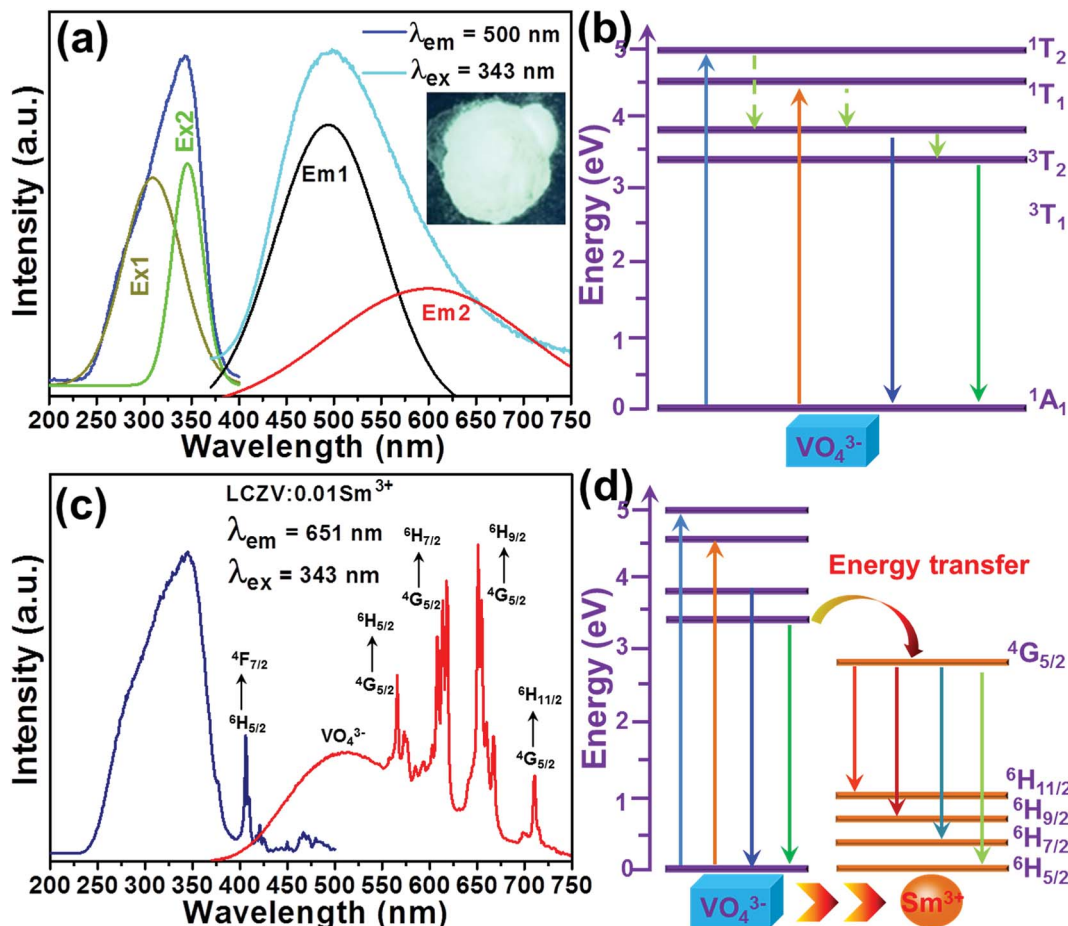 (a)
λem = 500 nm
λex = 343 nm
Ex1
Ex2
Em1
Em2
Intensity (a.u.)
200 250 300 350 400 450 500 550 600 650 700 750
Wavelength (nm)
(b)
Energy (eV)
5
4
3
2
1
0
¹T₂
¹T₁
³T₂
³T₁
¹A₁
VO₄³⁻
(c)
LCZV:0.01Sm³⁺
λem = 651 nm
λex = 343 nm
⁴F₇/₂
⁶H₅/₂
VO₄³⁻
⁶H₅/₂
⁴G₅/₂
⁶H₇/₂
⁴G₅/₂
⁶H₉/₂
⁴G₅/₂
⁶H₁₁/₂
⁴G₅/₂
Intensity (a.u.)
200 250 300 350 400 450 500 550 600 650 700 750
Wavelength (nm)
(d)
Energy (eV)
5
4
3
2
1
0
Energy transfer
⁴G₅/₂
⁶H₁₁/₂
⁶H₉/₂
⁶H₇/₂
⁶H₅/₂
VO₄³⁻
Sm³⁺